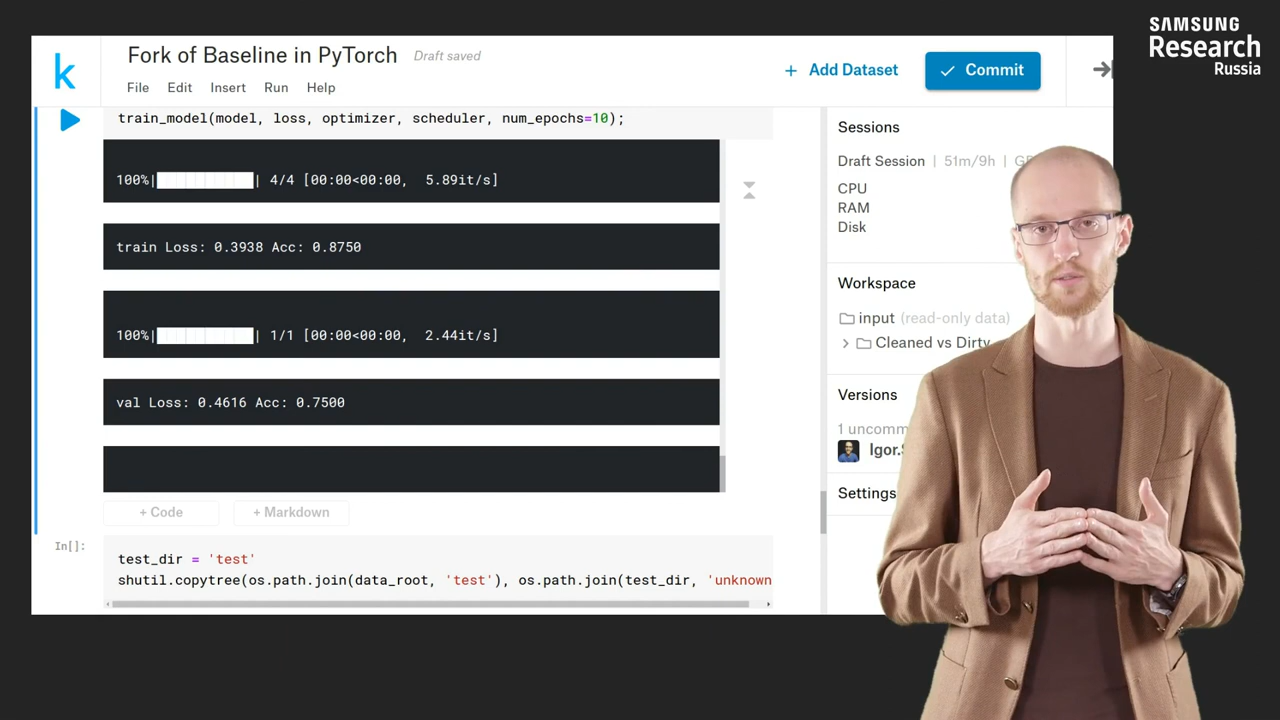 SAMSUNG
Research
Russia
k
Fork of Baseline in PyTorch Draft saved
File Edit Insert Run Help
+ Add Dataset
Commit
train_model(model, loss, optimizer, scheduler, num_epochs=10);
100%|██████████| 4/4 [00:00<00:00, 5.89it/s]
train Loss: 0.3938 Acc: 0.8750
100%|██████████| 1/1 [00:00<00:00, 2.44it/s]
val Loss: 0.4616 Acc: 0.7500
+ Code + Markdown
In[]:
test_dir = 'test'
shutil.copytree(os.path.join(data_root, 'test'), os.path.join(test_dir, 'unknown
Sessions
Draft Session | 51m/9h |
CPU
RAM
Disk
Workspace
input (read-only data)
Cleaned vs Dirty
Versions
1 uncomm
Igor.
Settings